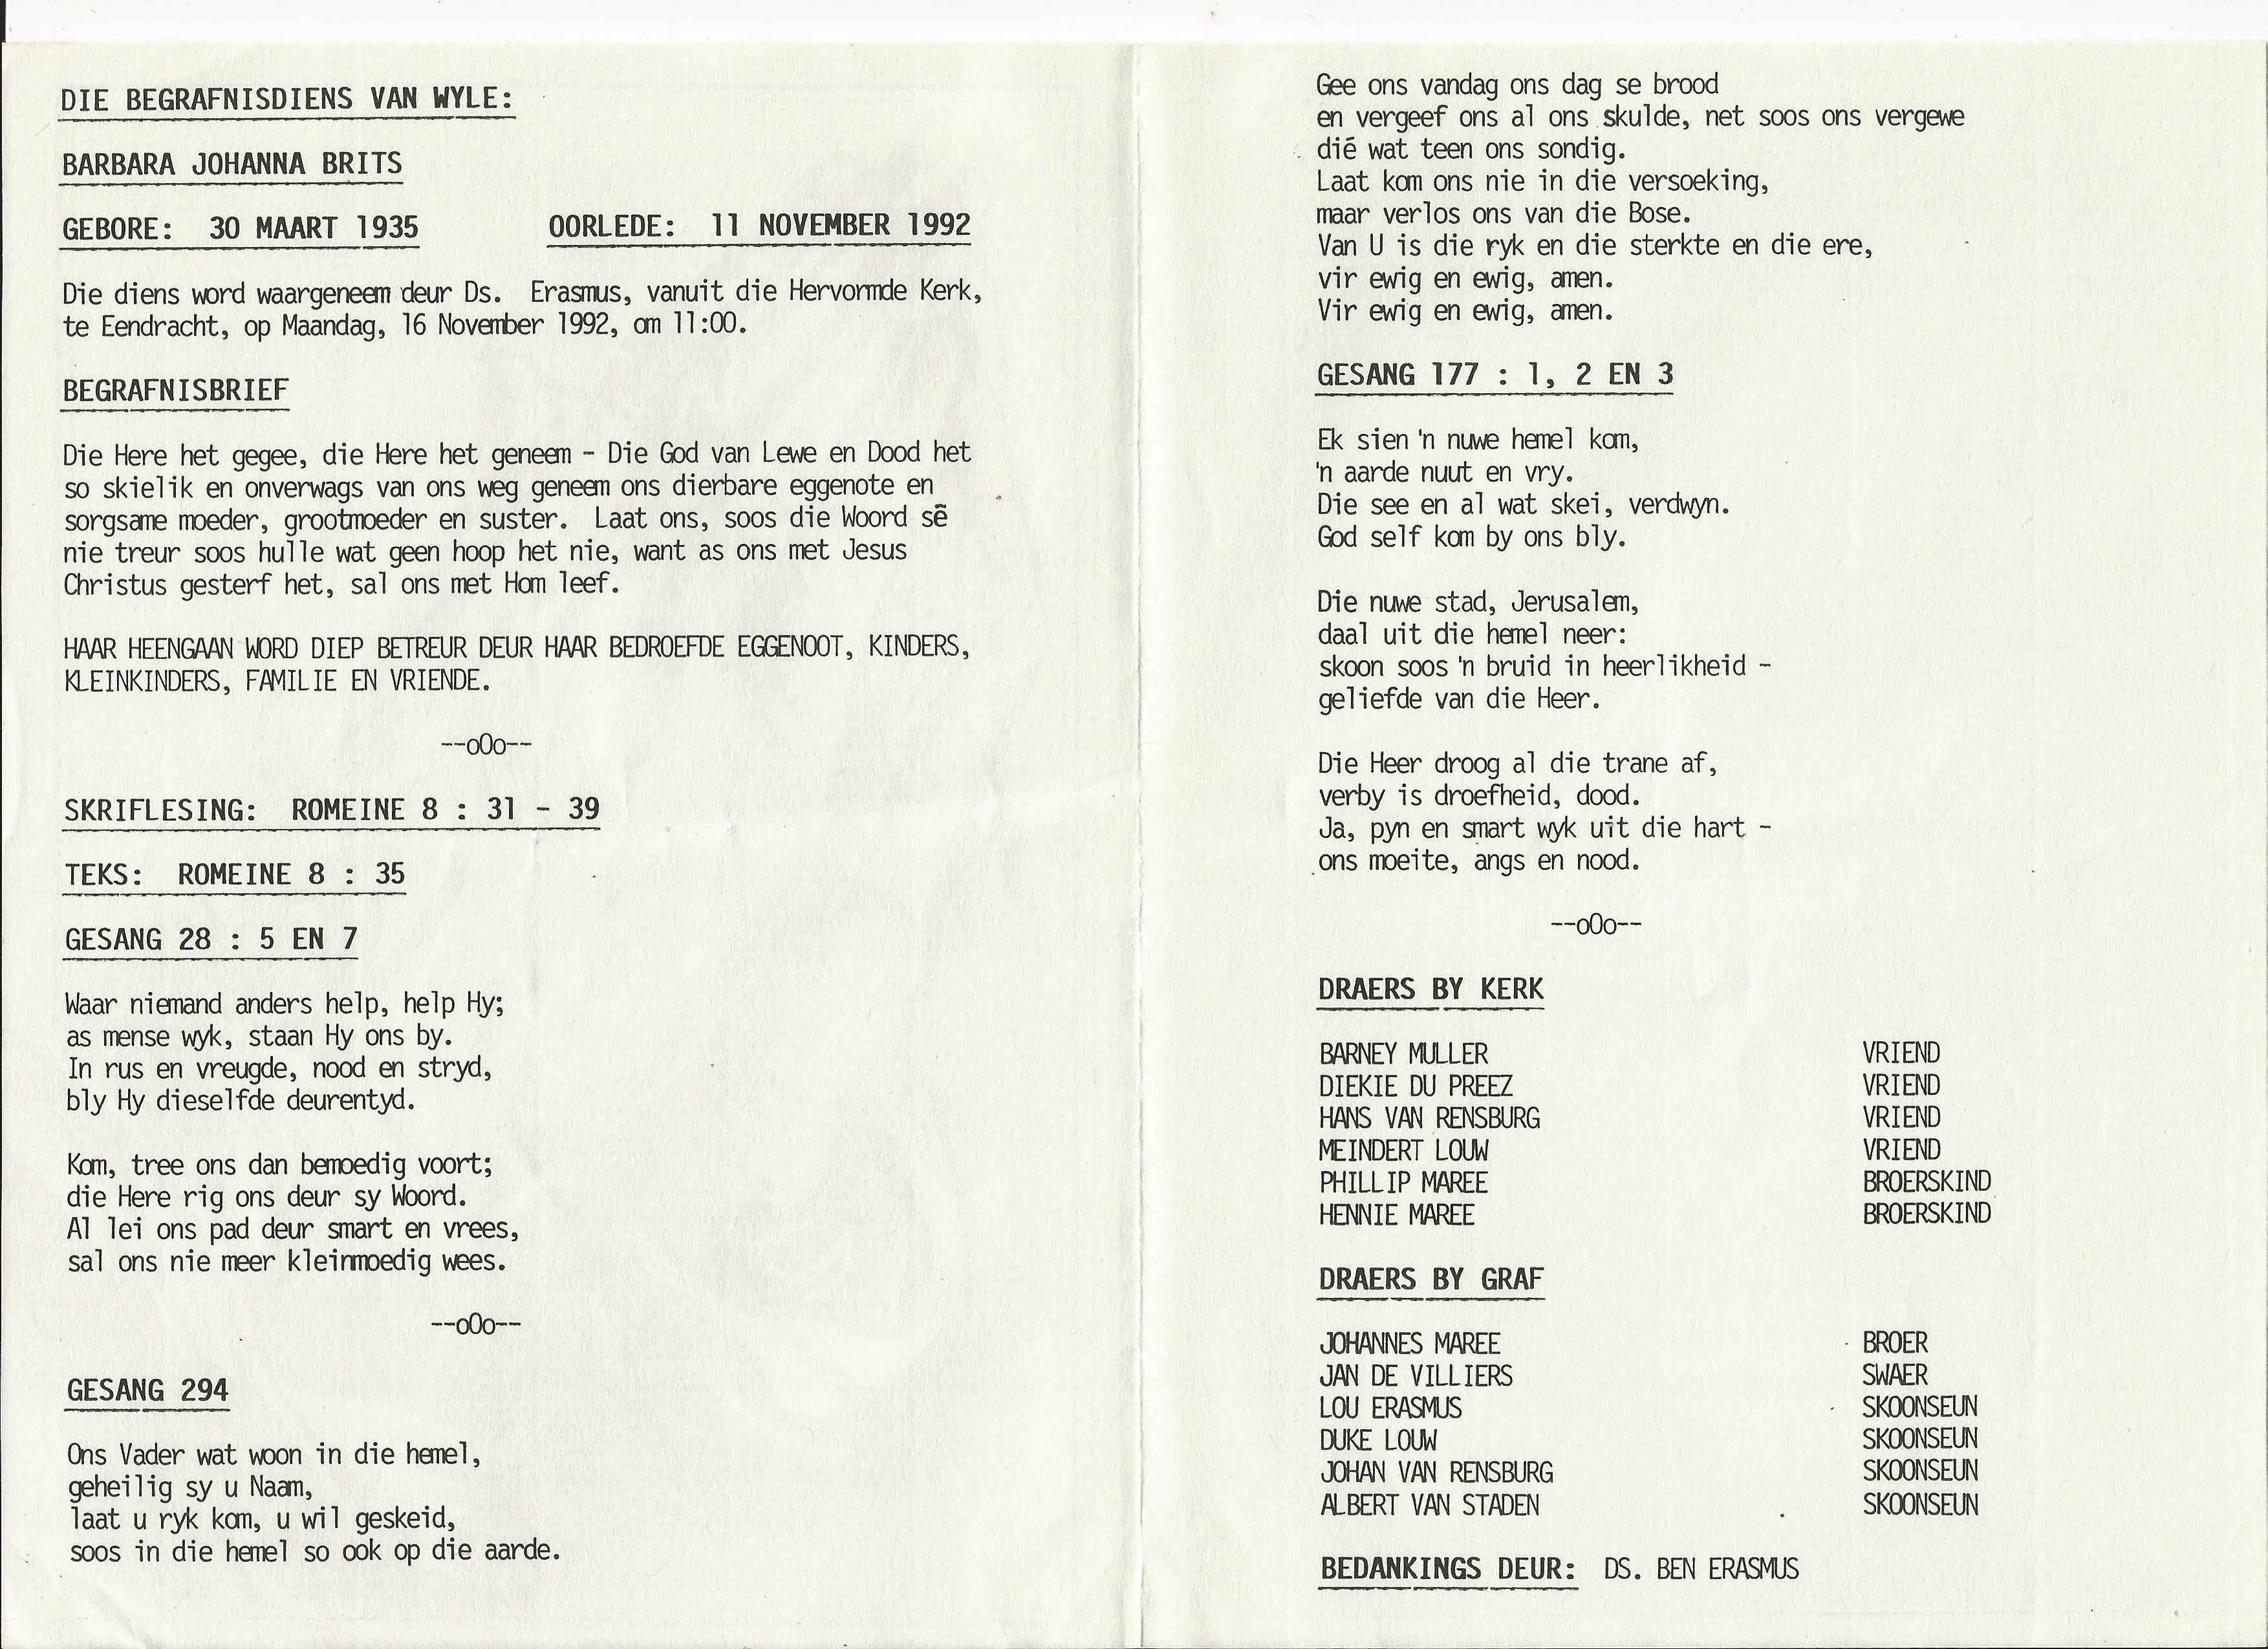 DIE BEGRAFNISDIENS VAN WYLE:
BARBARA JOHANNA BRITS
GEBORE: 30 MAART 1935 OORLEDE: 11 NOVEMBER 1992
Die diens word waargeneem deur Ds. Erasmus, vanuit die Hervormde Kerk,
te Eendracht, op Maandag, 16 November 1992, om 11:00.
BEGRAFNISBRIEF
Die Here het gegee, die Here het geneem - Die God van Lewe en Dood het
so skielik en onverwags van ons weg geneem ons dierbare eggenote en
sorgsame moeder, grootmoeder en suster. Laat ons, soos die Woord sê
nie treur soos hulle wat geen hoop het nie, want as ons met Jesus
Christus gesterf het, sal ons met Hom leef.
HAAR HEENGAAN WORD DIEP BETREUR DEUR HAAR BEDROEFDE EGGENOOT, KINDERS,
KLEINKINDERS, FAMILIE EN VRIENDE.
--oOo--
SKRIFLESING: ROMEINE 8 : 31 - 39
TEKS: ROMEINE 8 : 35
GESANG 28 : 5 EN 7
Waar niemand anders help, help Hy;
as mense wyk, staan Hy ons by.
In rus en vreugde, nood en stryd,
bly Hy dieselfde deurentyd.
Kom, tree ons dan bemoedig voort;
die Here rig ons deur sy Woord.
Al lei ons pad deur smart en vrees,
sal ons nie meer kleinmoedig wees.
--oOo--
GESANG 294
Ons Vader wat woon in die hemel,
geheilig sy u Naam,
laat u ryk kom, u wil geskeid,
soos in die hemel so ook op die aarde.
Gee ons vandag ons dag se brood
en vergeef ons al ons skulde, net soos ons vergewe
dié wat teen ons sondig.
Laat kom ons nie in die versoeking,
maar verlos ons van die Bose.
Van U is die ryk en die sterkte en die ere,
vir ewig en ewig, amen.
Vir ewig en ewig, amen.
GESANG 177 : 1, 2 EN 3
Ek sien 'n nuwe hemel kom,
'n aarde nuut en vry.
Die see en al wat skei, verdwyn.
God self kom by ons bly.
Die nuwe stad, Jerusalem,
daal uit die hemel neer:
skoon soos 'n bruid in heerlikheid -
geliefde van die Heer.
Die Heer droog al die trane af,
verby is droefheid, dood.
Ja, pyn en smart wyk uit die hart -
ons moeite, angs en nood.
--oOo--
DRAERS BY KERK
BARNEY MULLER VRIEND
DIEKIE DU PREEZ VRIEND
HANS VAN RENSBURG VRIEND
MEINDERT LOUW VRIEND
PHILLIP MAREE BROERSKIND
HENNIE MAREE BROERSKIND
DRAERS BY GRAF
JOHANNES MAREE BROER
JAN DE VILLIERS SWAER
LOU ERASMUS SKOONSEUN
DUKE LOUW SKOONSEUN
JOHAN VAN RENSBURG SKOONSEUN
ALBERT VAN STADEN SKOONSEUN
BEDANKINGS DEUR: DS. BEN ERASMUS